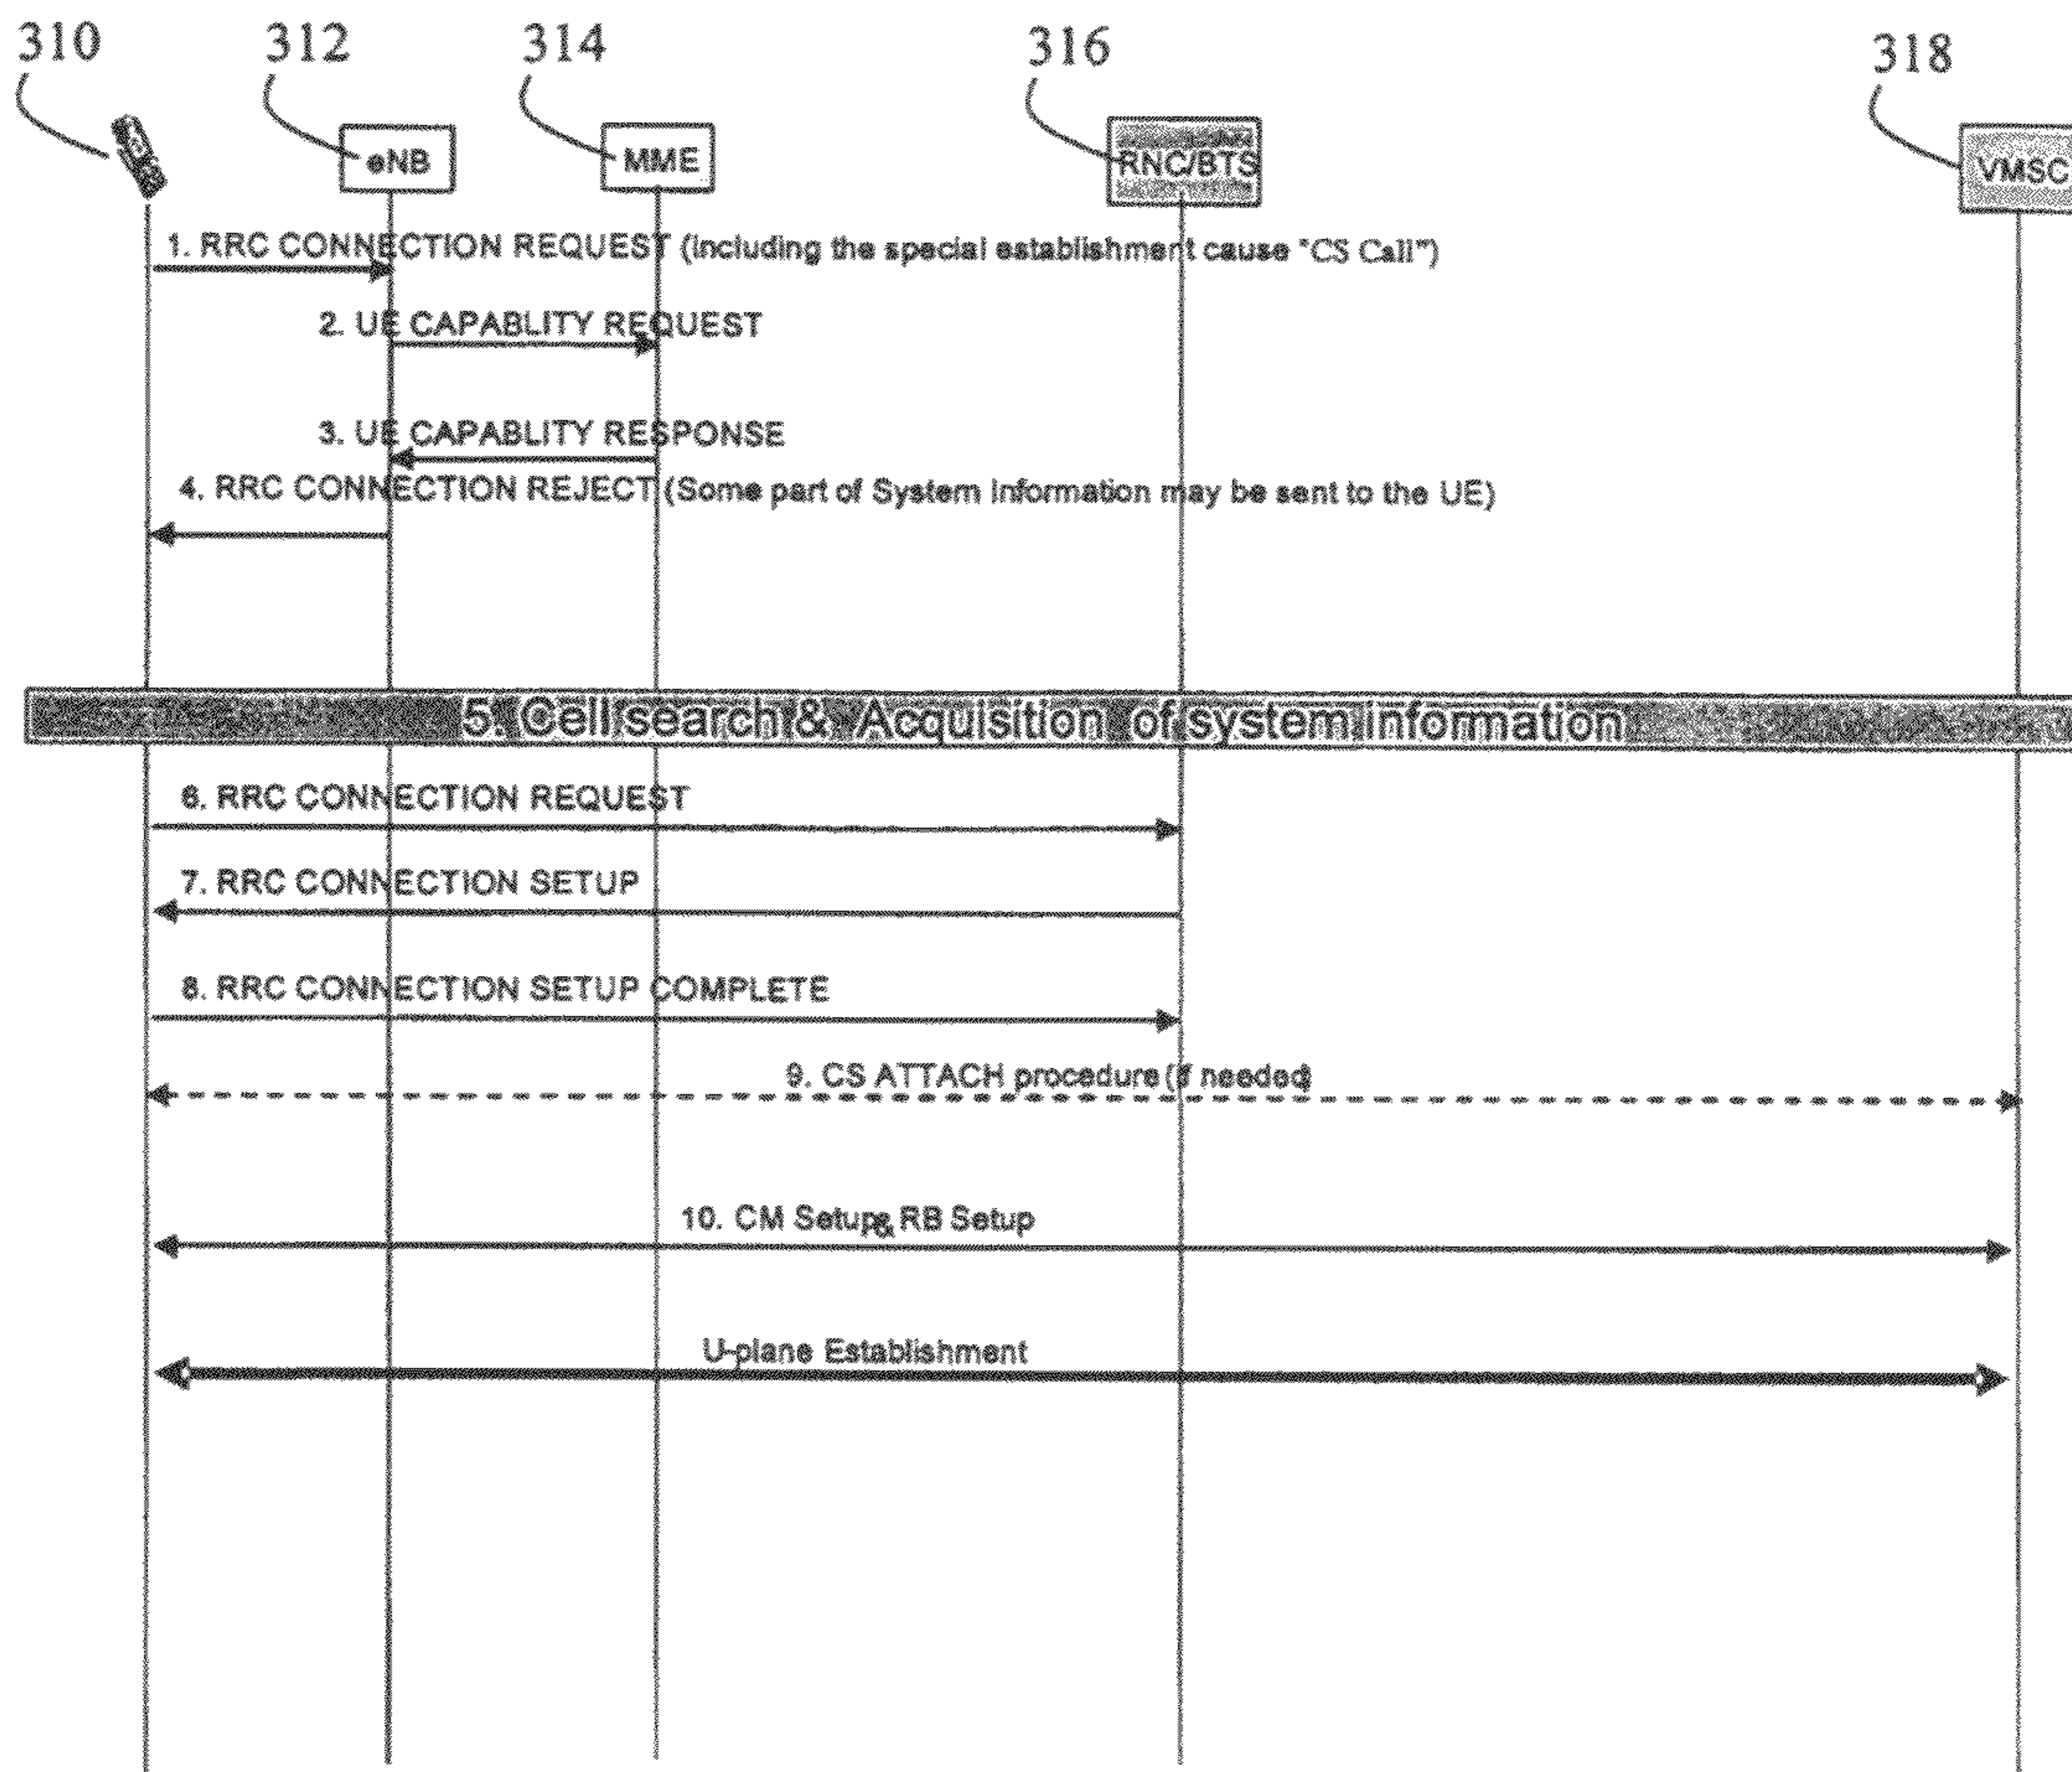 310 312 314 316 318
eNB MME RNC/BTS VMSC
1. RRC CONNECTION REQUEST (including the special establishment cause "CS Call")
2. UE CAPABLITY REQUEST
3. UE CAPABLITY RESPONSE
4. RRC CONNECTION REJECT (Some part of System Information may be sent to the UE)
5. Cell search & Acquisition of system information
6. RRC CONNECTION REQUEST
7. RRC CONNECTION SETUP
8. RRC CONNECTION SETUP COMPLETE
9. CS ATTACH procedure (if needed)
10. CM Setup & RB Setup
U-plane Establishment